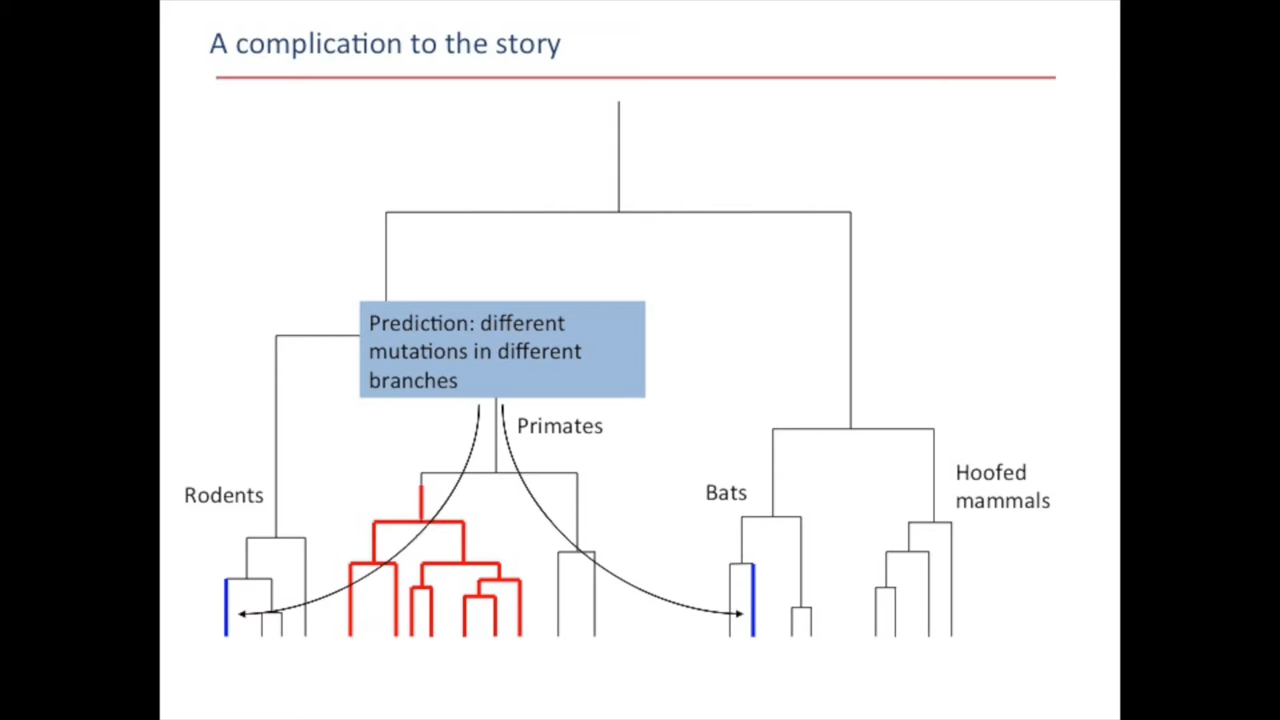 A complication to the story
Prediction: different
mutations in different
branches
Primates
Rodents
Bats
Hoofed
mammals